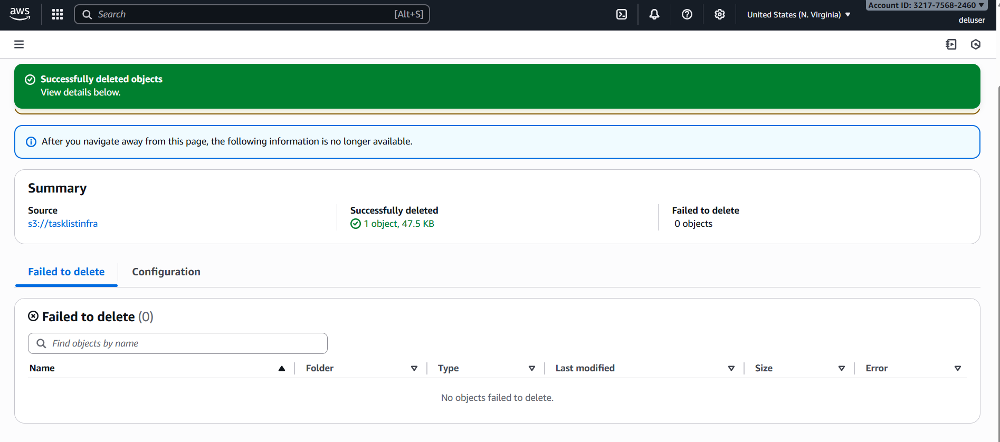 aws
Search [Alt+S]
United States (N. Virginia)
Account ID: 3217-7568-2460
deluser
Successfully deleted objects
View details below.
After you navigate away from this page, the following information is no longer available.
Summary
Source
s3://tasklistinfra
Successfully deleted
1 object, 47.5 KB
Failed to delete
0 objects
Failed to delete
Configuration
Failed to delete (0)
Find objects by name
Name Folder Type Last modified Size Error
No objects failed to delete.